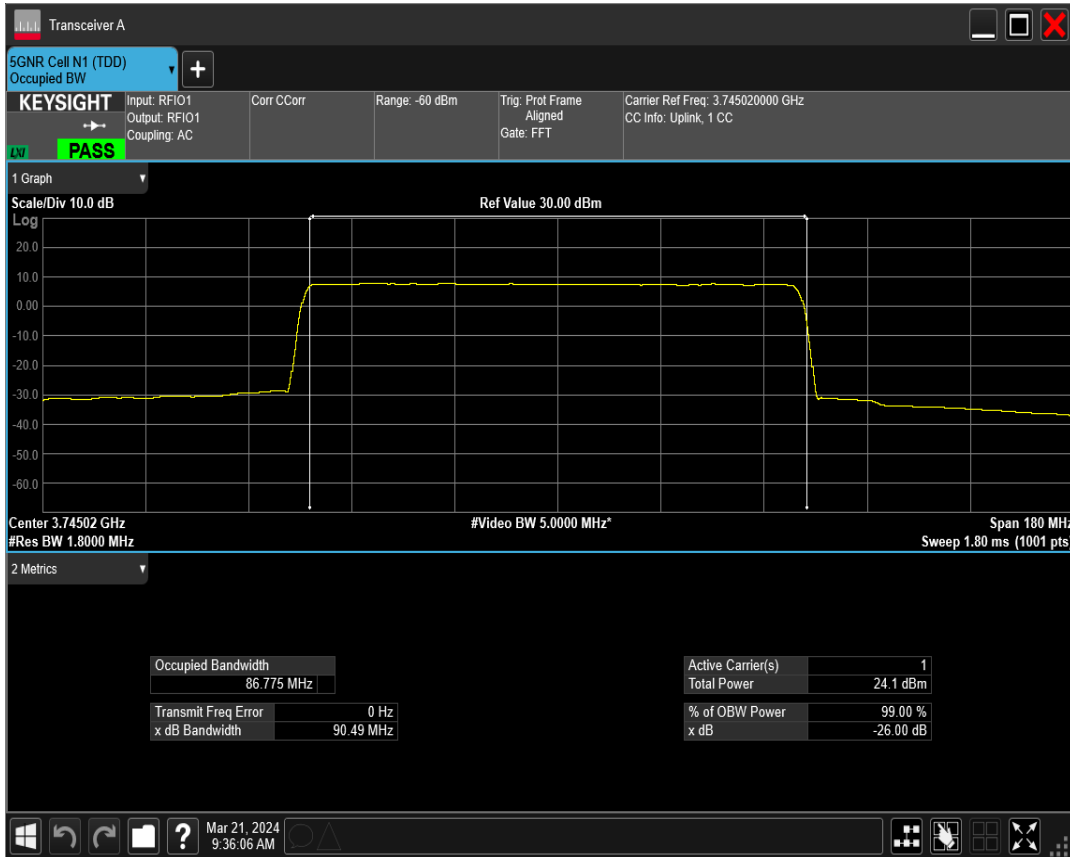 Transceiver A
5GNR Cell N1 (TDD)
Occupied BW
+
KEYSIGHT
LXI
PASS
Input: RFIO1
Output: RFIO1
Coupling: AC
Corr CCorr
Range: -60 dBm
Trig: Prot Frame
Aligned
Gate: FFT
Carrier Ref Freq: 3.745020000 GHz
CC Info: Uplink, 1 CC
1 Graph
Scale/Div 10.0 dB
Ref Value 30.00 dBm
Log
20.0
10.0
0.00
-10.0
-20.0
-30.0
-40.0
-50.0
-60.0
Center 3.74502 GHz
#Video BW 5.0000 MHz*
Span 180 MHz
#Res BW 1.8000 MHz
Sweep 1.80 ms (1001 pts)
2 Metrics
Occupied Bandwidth
86.775 MHz
Transmit Freq Error 0 Hz
x dB Bandwidth 90.49 MHz
Active Carrier(s) 1
Total Power 24.1 dBm
% of OBW Power 99.00 %
x dB -26.00 dB
?
Mar 21, 2024
9:36:06 AM